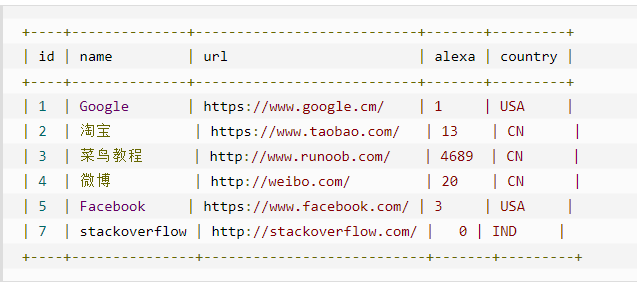 +----+--------------+---------------------------+-------+---------+
| id | name         | url                       | alexa | country |
+----+--------------+---------------------------+-------+---------+
| 1  | Google       | https://www.google.cm/    | 1     | USA     |
| 2  | 淘宝          | https://www.taobao.com/   | 13    | CN      |
| 3  | 菜鸟教程      | http://www.runoob.com/    | 4689  | CN      |
| 4  | 微博          | http://weibo.com/         | 20    | CN      |
| 5  | Facebook     | https://www.facebook.com/ | 3     | USA     |
| 7  | stackoverflow | http://stackoverflow.com/ |   0 | IND     |
+----+---------------+---------------------------+-------+---------+